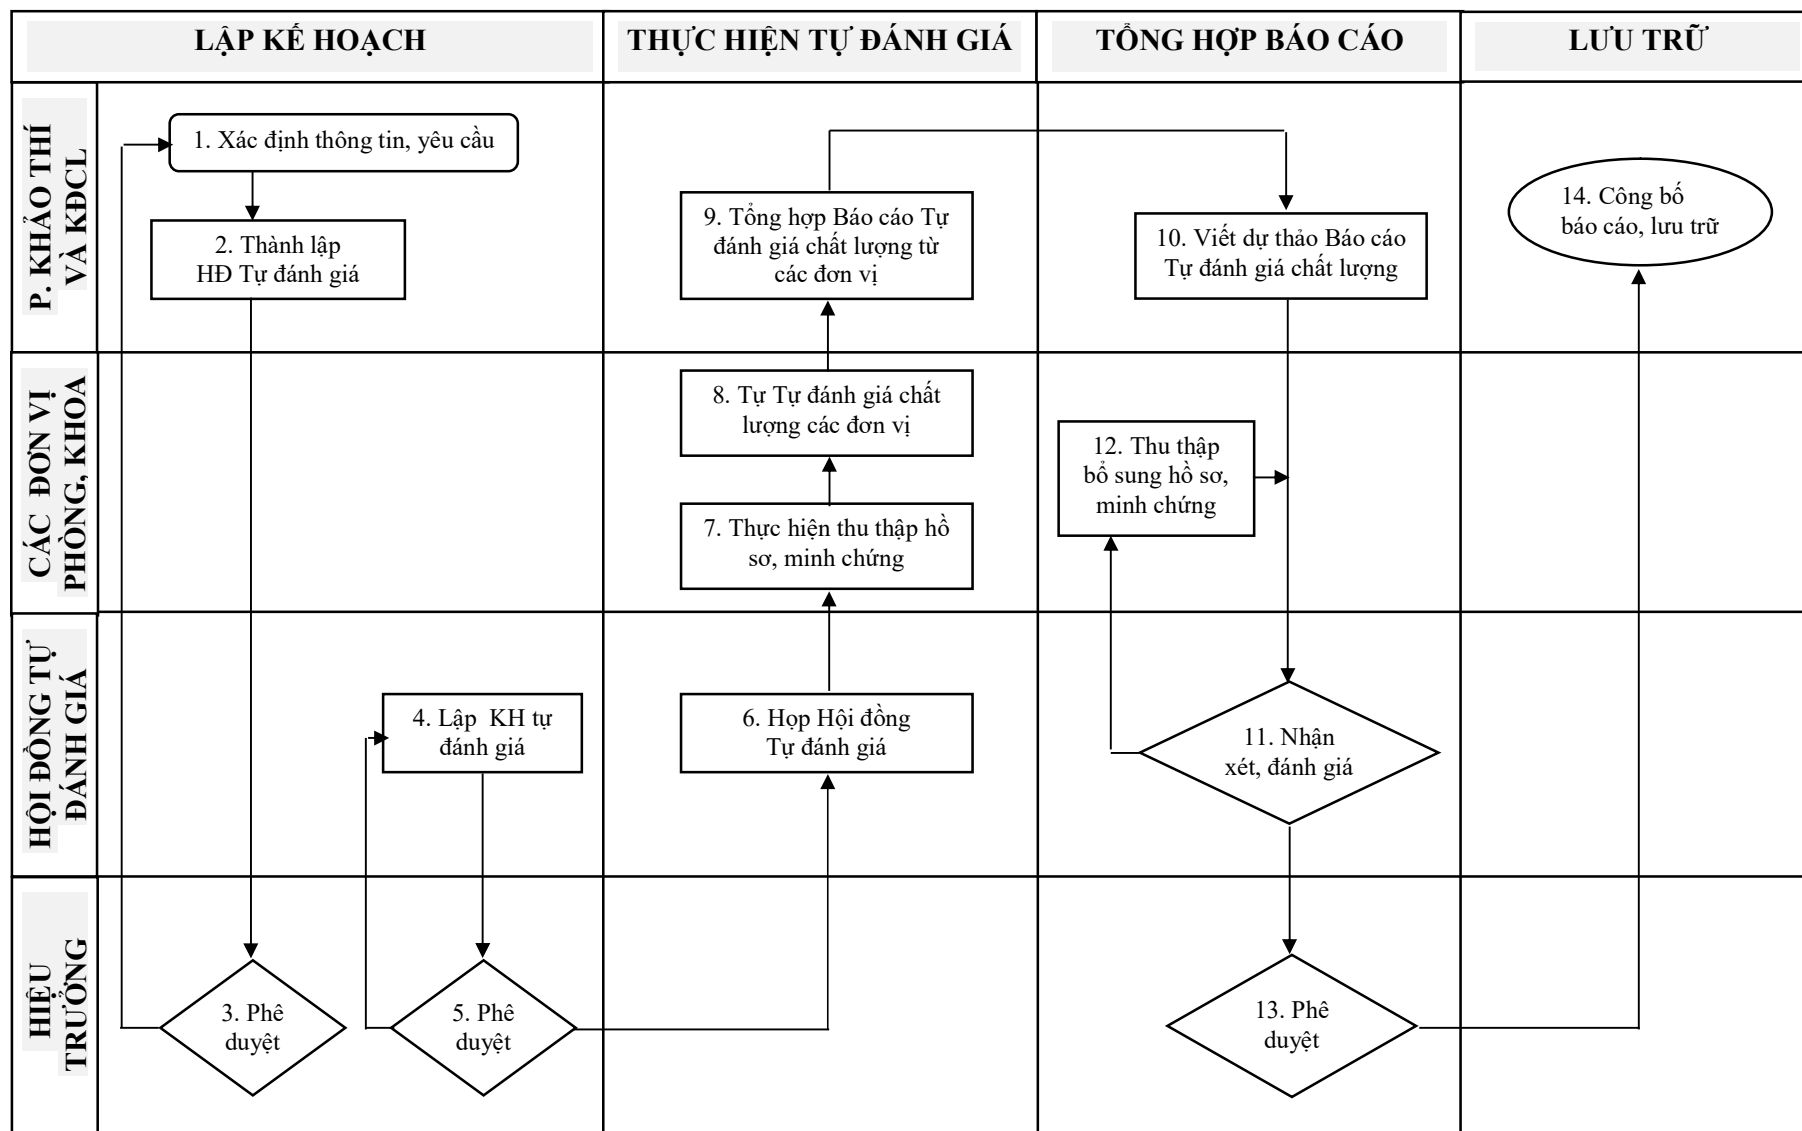 LẬP KẾ HOẠCH
THỰC HIỆN TỰ ĐÁNH GIÁ
TỔNG HỢP BÁO CÁO
LƯU TRỮ
P. KHẢO THÍ
VÀ KĐCL
1. Xác định thông tin, yêu cầu
2. Thành lập
HĐ Tự đánh giá
9. Tổng hợp Báo cáo Tự
đánh giá chất lượng từ
các đơn vị
10. Viết dự thảo Báo cáo
Tự đánh giá chất lượng
14. Công bố
báo cáo, lưu trữ
CÁC ĐƠN VỊ
PHÒNG, KHOA
8. Tự Tự đánh giá chất
lượng các đơn vị
7. Thực hiện thu thập hồ
sơ, minh chứng
12. Thu thập
bổ sung hồ sơ,
minh chứng
HỘI ĐỒNG TỰ
ĐÁNH GIÁ
4. Lập KH tự
đánh giá
6. Họp Hội đồng
Tự đánh giá
11. Nhận
xét, đánh giá
HIỆU
TRƯỞNG
3. Phê
duyệt
5. Phê
duyệt
13. Phê
duyệt